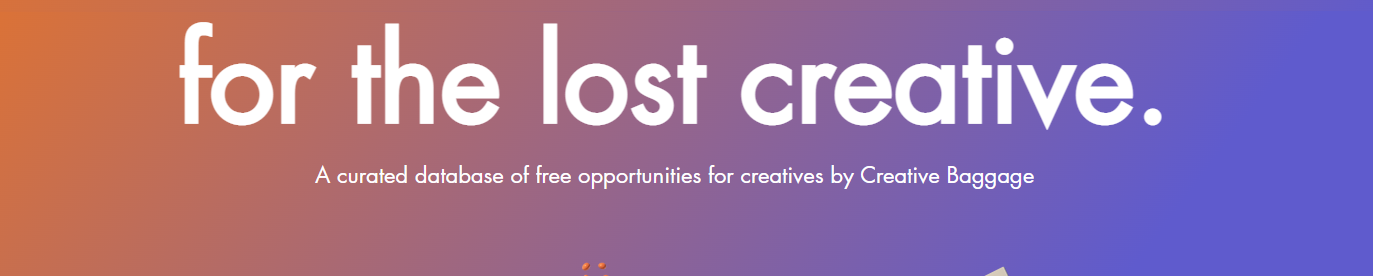 for the lost creative.
A curated database of free opportunities for creatives by Creative Baggage